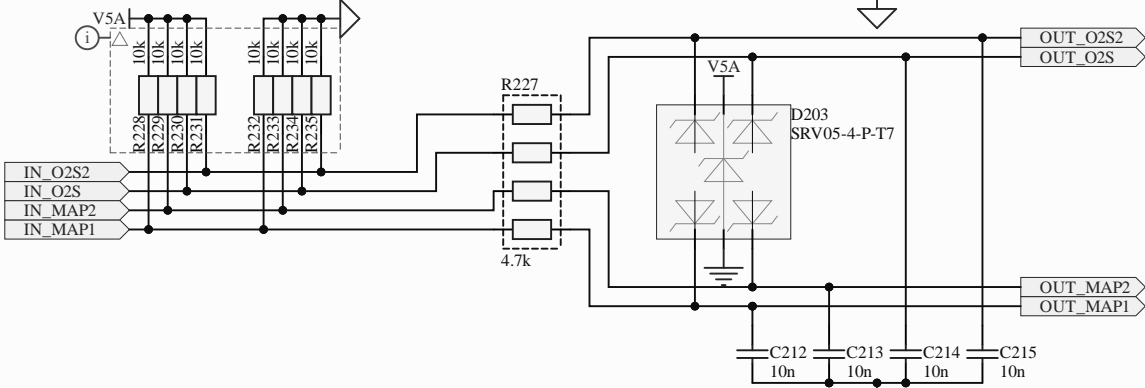 V5A
i
10k
10k
10k
10k
10k
10k
10k
10k
R228
R229
R230
R231
R232
R233
R234
R235
IN_O2S2
IN_O2S
IN_MAP2
IN_MAP1
R227
4.7k
V5A
D203
SRV05-4-P-T7
OUT_O2S2
OUT_O2S
OUT_MAP2
OUT_MAP1
C212
10n
C213
10n
C214
10n
C215
10n